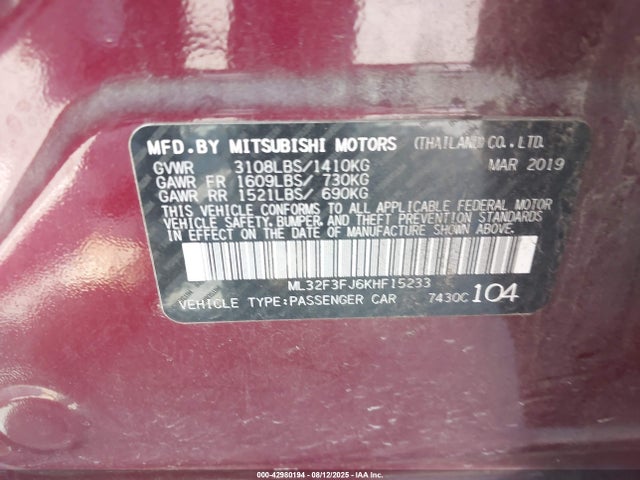 MFD.BY MITSUBISHI MOTORS (THAILAND) CO., LTD.
GVWR 3108LBS/1410KG MAR 2019
GAWR FR 1609LBS/ 730KG
GAWR RR 1521LBS/ 690KG
THIS VEHICLE CONFORMS TO ALL APPLICABLE FEDERAL MOTOR
VEHICLE SAFETY, BUMPER, AND THEFT PREVENTION STANDARDS
IN EFFECT ON THE DATE OF MANUFACTURE SHOWN ABOVE.
ML32F3FJ6KHF15233
VEHICLE TYPE:PASSENGER CAR 7430C 104
000-42980194 - 08/12/2025 - IAAI.COM